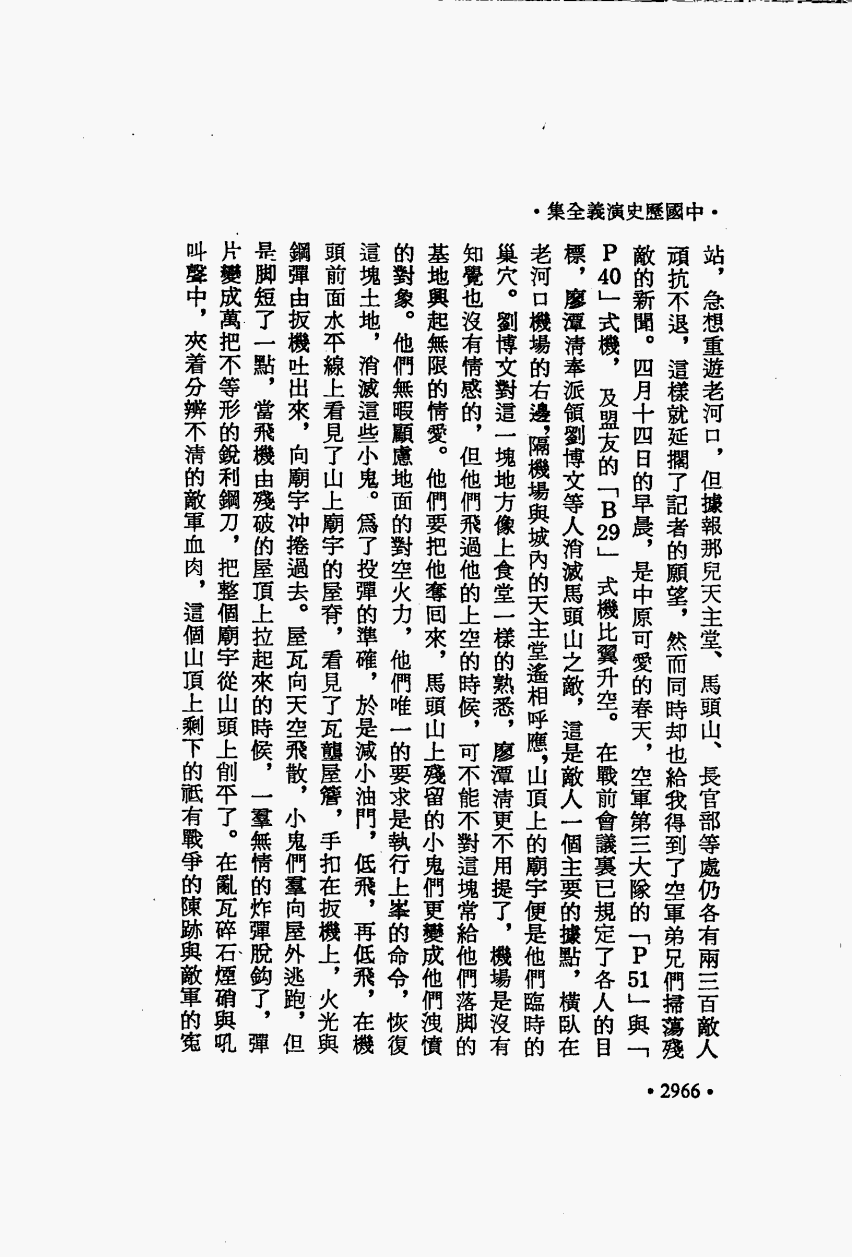 •中國歷史演義全集•
站，急想重遊老河口，但據報那兒天主堂、馬頭山、長官部等處仍各有兩三百敵人
頑抗不退，這樣就延擱了記者的願望，然而同時却也給我得到了空軍弟兄們掃蕩殘
敵的新聞。四月十四日的早晨，是中原可愛的春天，空軍第三大隊的「P51」與「
P40」式機，及盟友的「B29」式機比翼升空。在戰前會議裏已規定了各人的目
標，廖潭清奉派領劉博文等人消滅馬頭山之敵，這是敵人一個主要的據點，橫臥在
老河口機場的右邊，隔機場與城內的天主堂遙相呼應，山頂上的廟宇便是他們臨時的
巢穴。劉博文對這一塊地方像上食堂一樣的熟悉，廖潭清更不用提了，機場是沒有
知覺也沒有情感的，但他們飛過他的上空的時候，可不能不對這塊常給他們落脚的
基地興起無限的情愛。他們要把他奪回來，馬頭山上殘留的小鬼們更變成他們洩憤
的對象。他們無暇顧慮地面的對空火力，他們唯一的要求是執行上峯的命令，恢復
這塊土地，消滅這些小鬼。爲了投彈的準確，於是減小油門，低飛，再低飛，在機
頭前面水平線上看見了山上廟宇的屋脊，看見了瓦壟屋簷，手扣在扳機上，火光與
鋼彈由扳機吐出來，向廟宇沖捲過去。屋瓦向天空飛散，小鬼們羣向屋外逃跑，但
是脚短了一點，當飛機由殘破的屋頂上拉起來的時候，一羣無情的炸彈脫鈎了，彈
片變成萬把不等形的銳利鋼刀，把整個廟宇從山頭上削平了。在亂瓦碎石煙硝與吼
叫聲中，夾着分辨不清的敵軍血肉，這個山頂上剩下的祗有戰爭的陳跡與敵軍的寃
•2966•